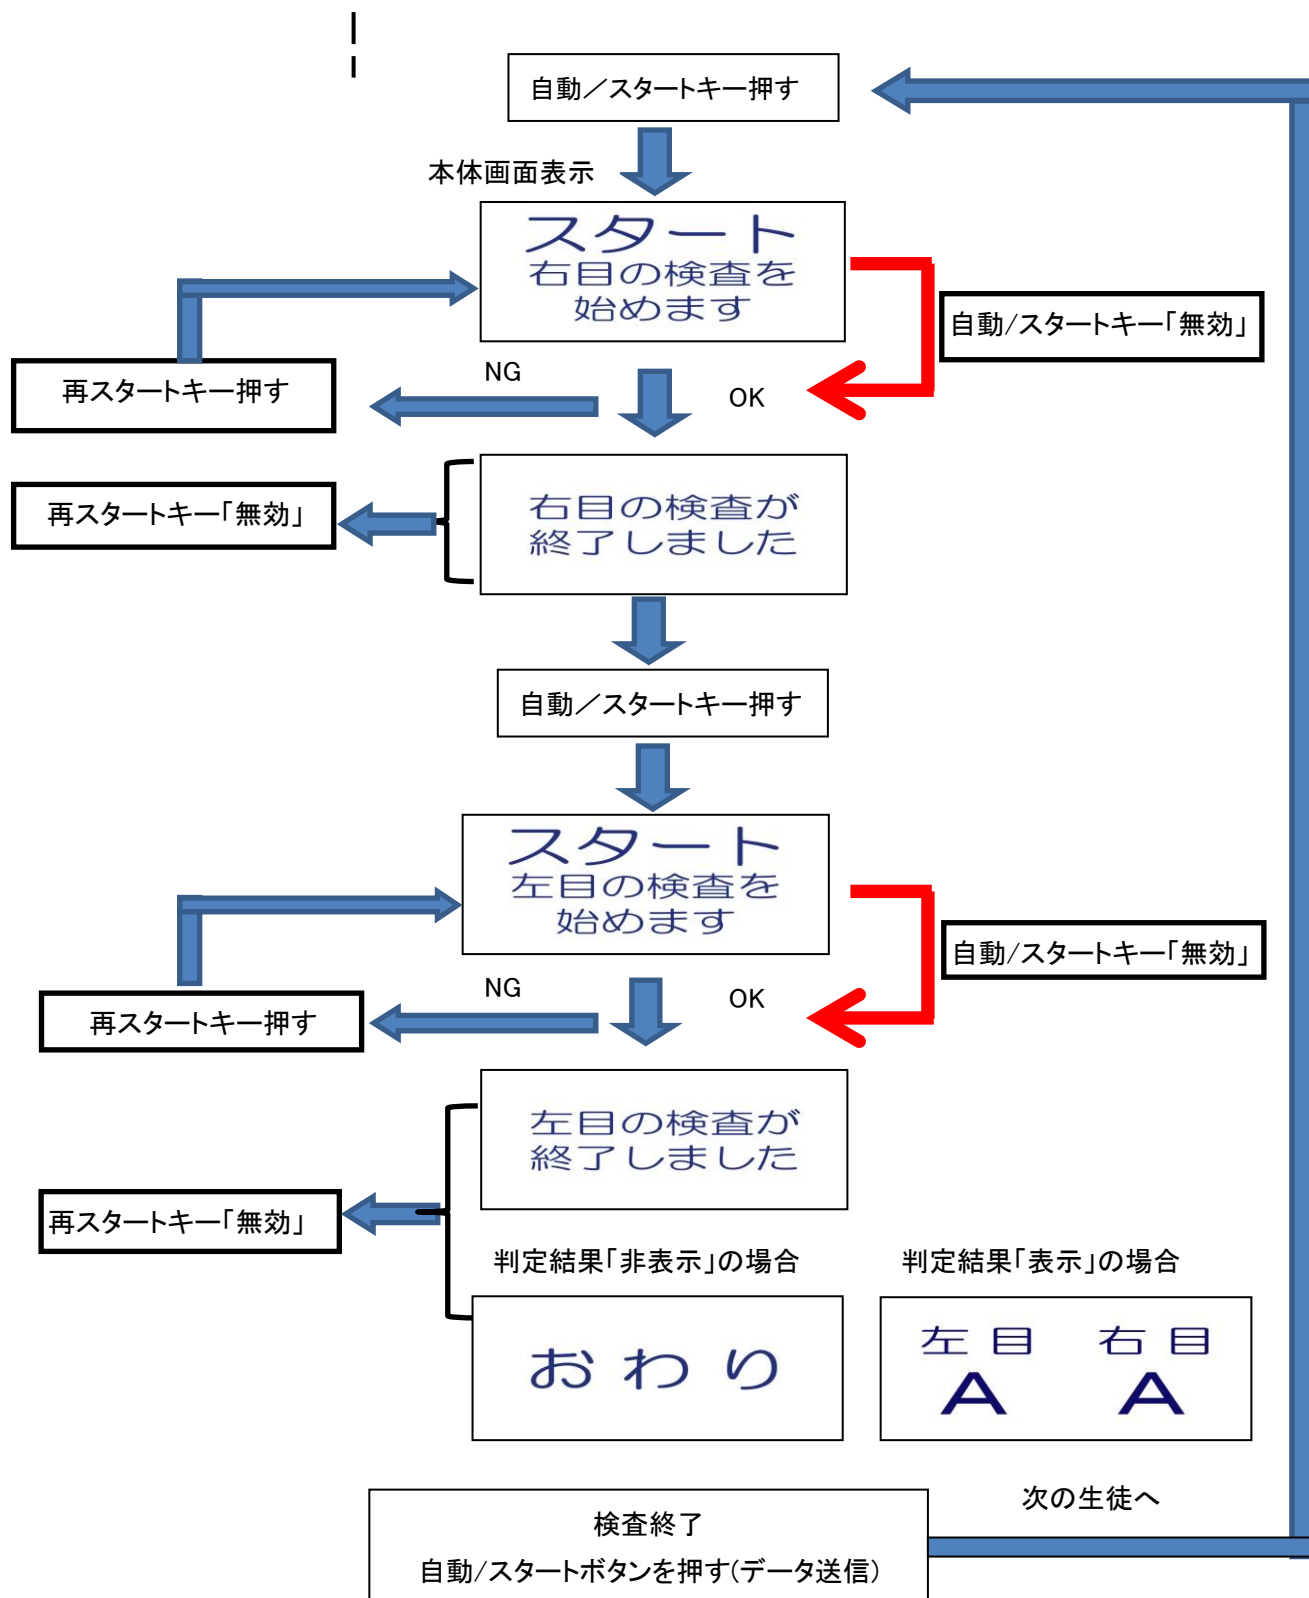 自動／スタートキー押す
本体画面表示
スタート
右目の検査を
始めます
自動/スタートキー「無効」
NG
OK
再スタートキー押す
右目の検査が
終了しました
再スタートキー「無効」
自動／スタートキー押す
スタート
左目の検査を
始めます
自動/スタートキー「無効」
NG
OK
再スタートキー押す
左目の検査が
終了しました
再スタートキー「無効」
判定結果「非表示」の場合
判定結果「表示」の場合
おわり
左目 右目
A A
次の生徒へ
検査終了
自動/スタートボタンを押す(データ送信)